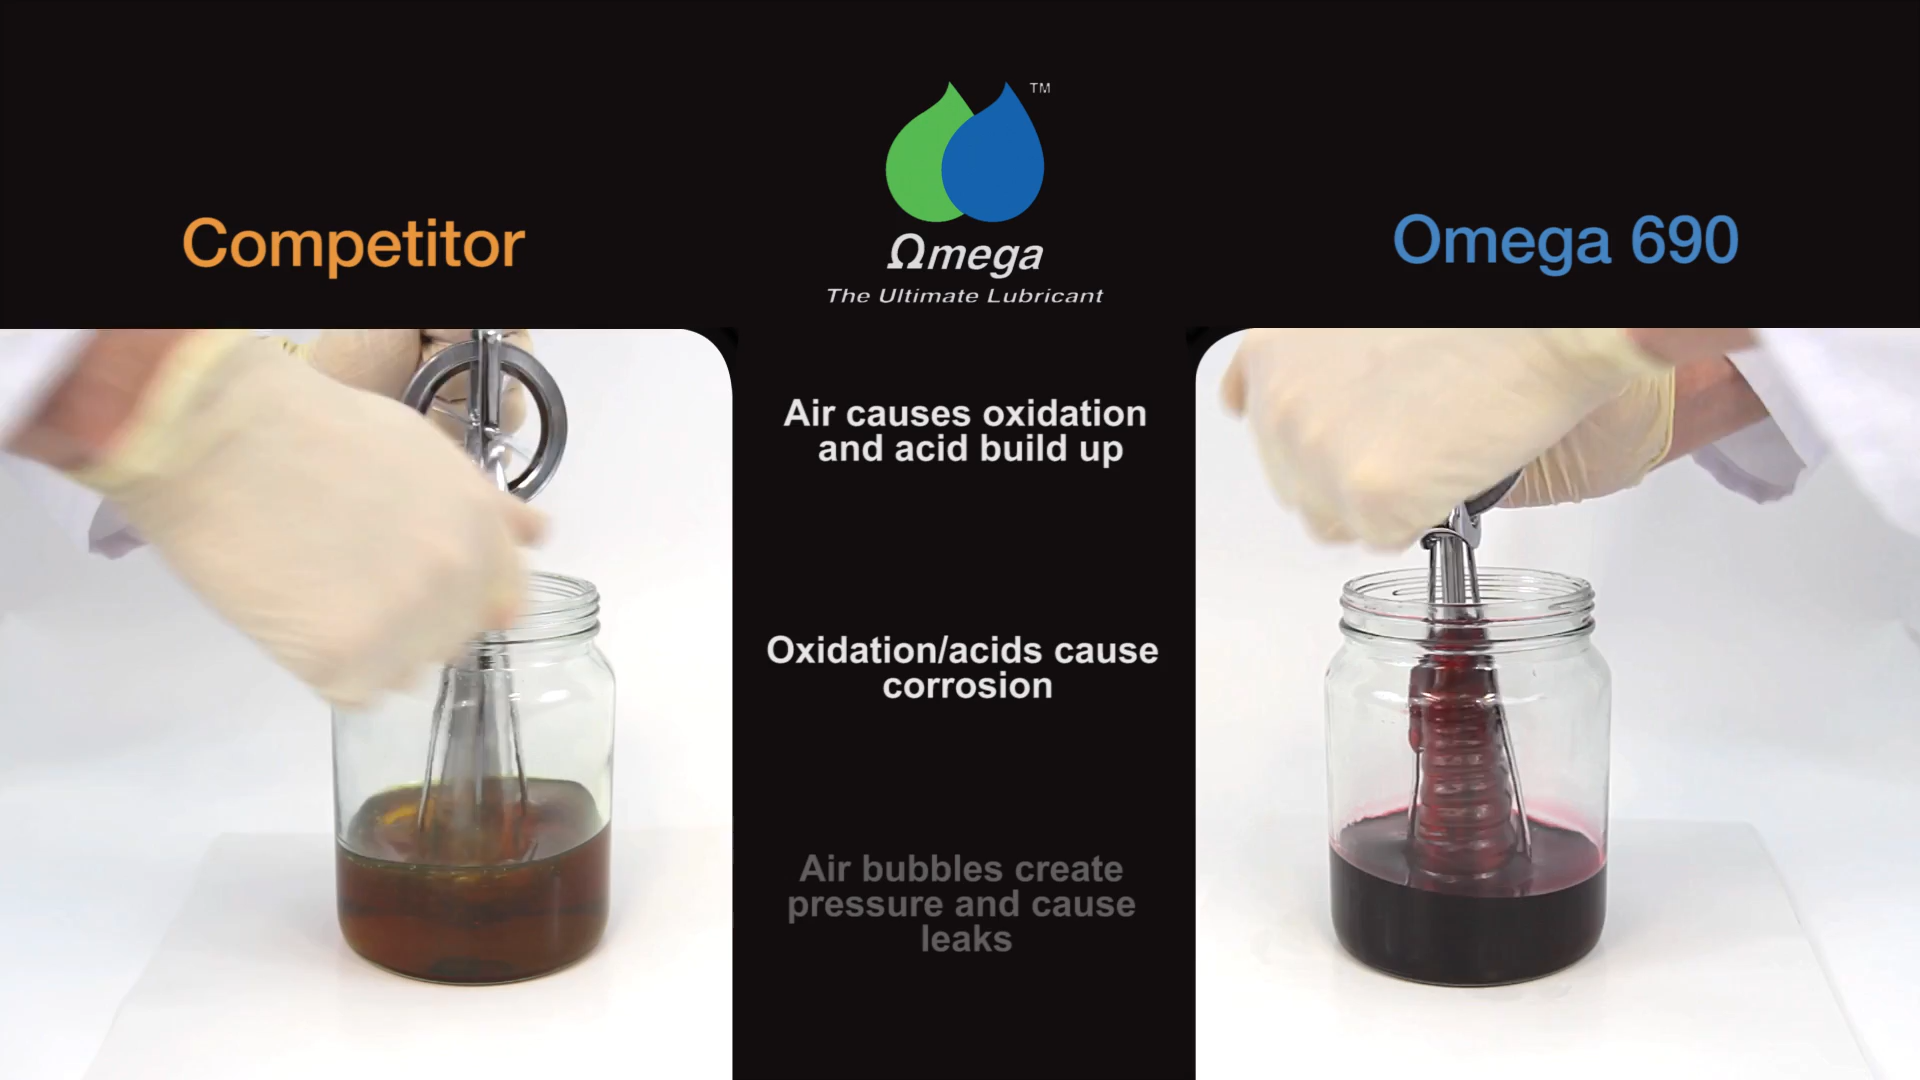 Competitor
TM
Ωmega
The Ultimate Lubricant
Omega 690
Air causes oxidation
and acid build up
Oxidation/acids cause
corrosion
Air bubbles create
pressure and cause
leaks